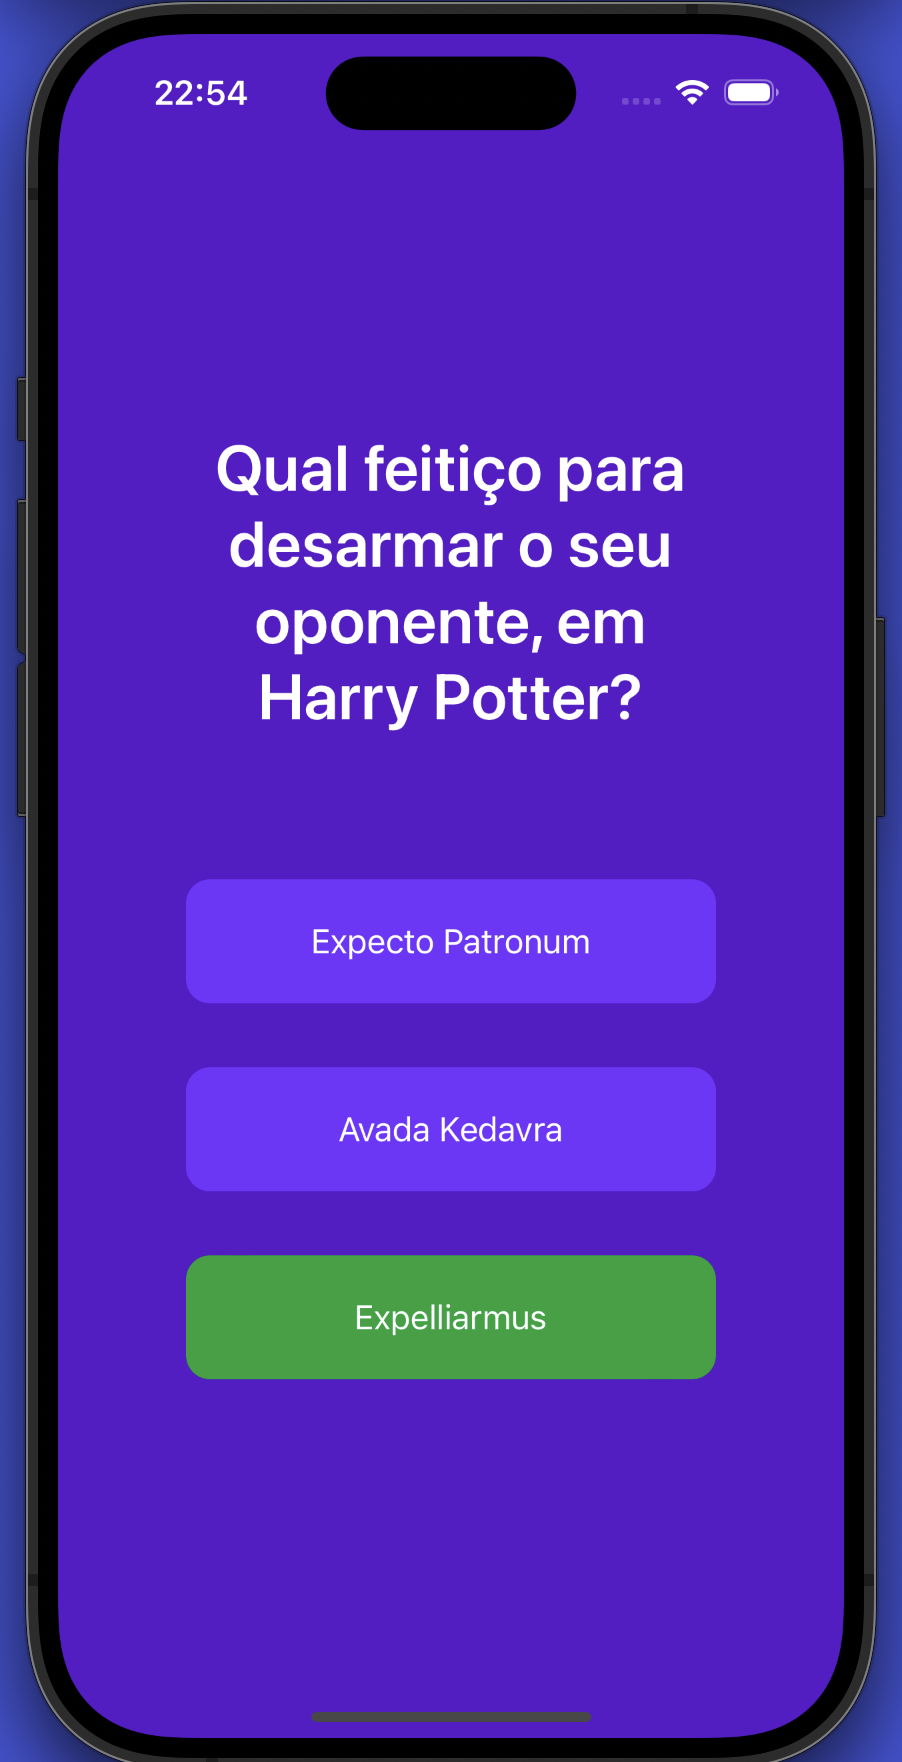 22:54
Qual feitiço para
desarmar o seu
oponente, em
Harry Potter?
Expecto Patronum
Avada Kedavra
Expelliarmus